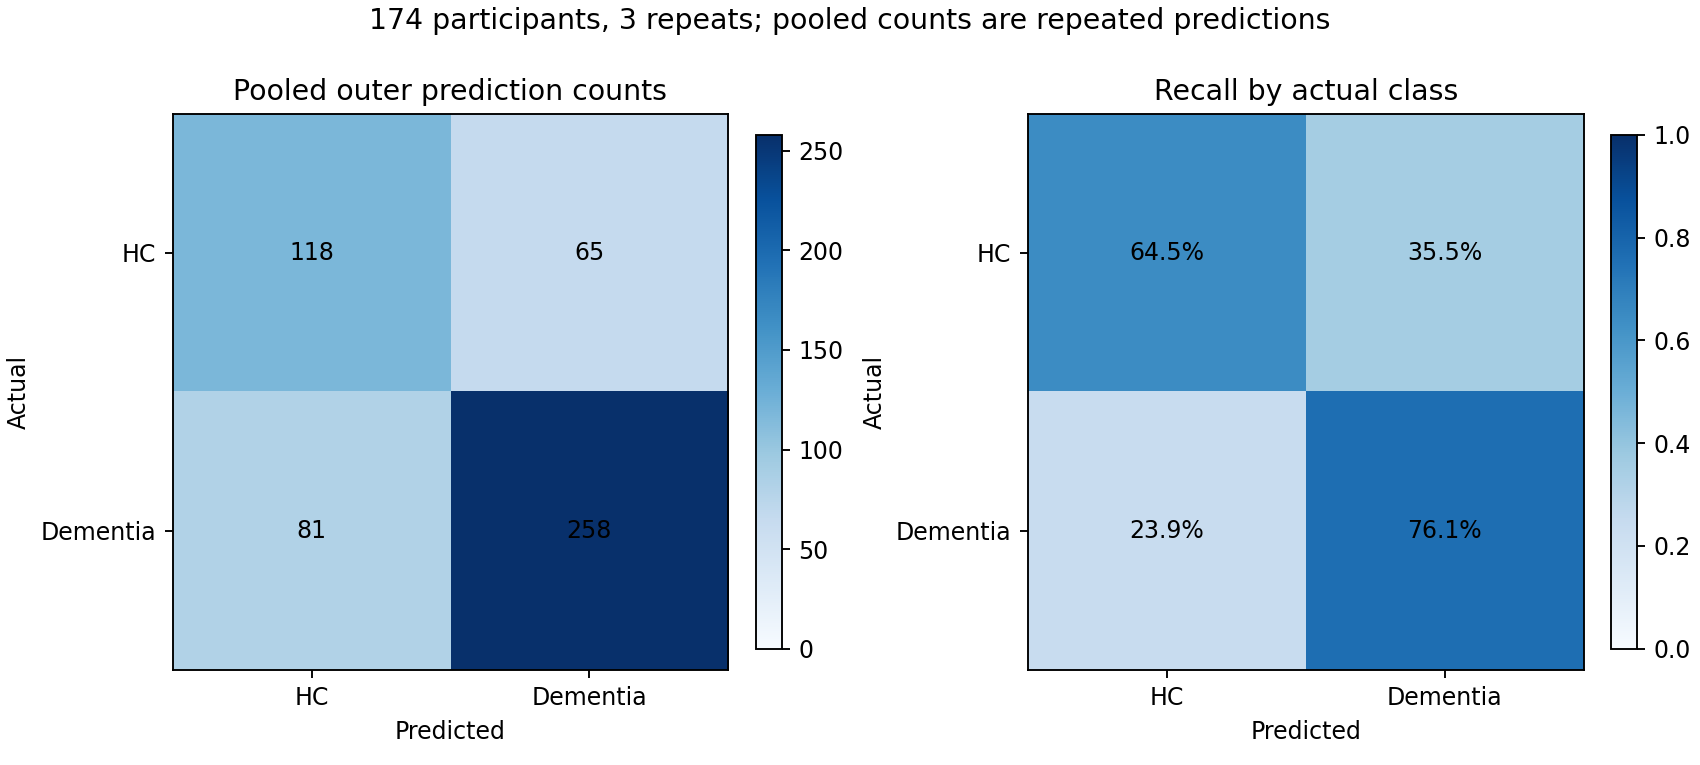 174 participants, 3 repeats; pooled counts are repeated predictions
Pooled outer prediction counts
Actual
HC
Dementia
118
65
81
258
HC
Dementia
Predicted
250
200
150
100
50
0
Recall by actual class
Actual
HC
Dementia
64.5%
35.5%
23.9%
76.1%
HC
Dementia
Predicted
1.0
0.8
0.6
0.4
0.2
0.0